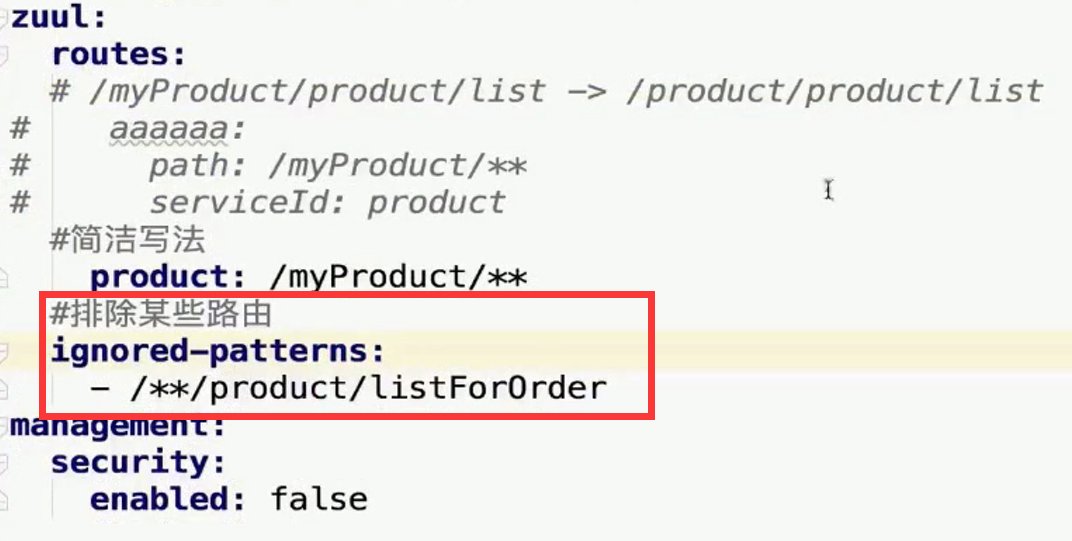 zuul:
  routes:
  # /myProduct/product/list -> /product/product/list
#    aaaaaa:
#      path: /myProduct/**
#      serviceId: product
  #简洁写法
    product: /myProduct/**
  #排除某些路由
  ignored-patterns:
    - /**/product/listForOrder
management:
  security:
    enabled: false